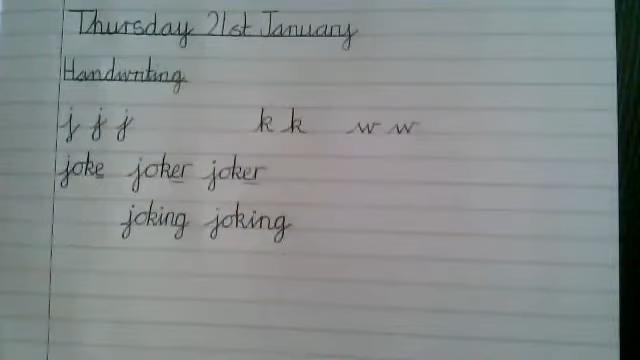 Thursday 21st January
Handwriting
j j j k k w w
joke joker joker
joking joking